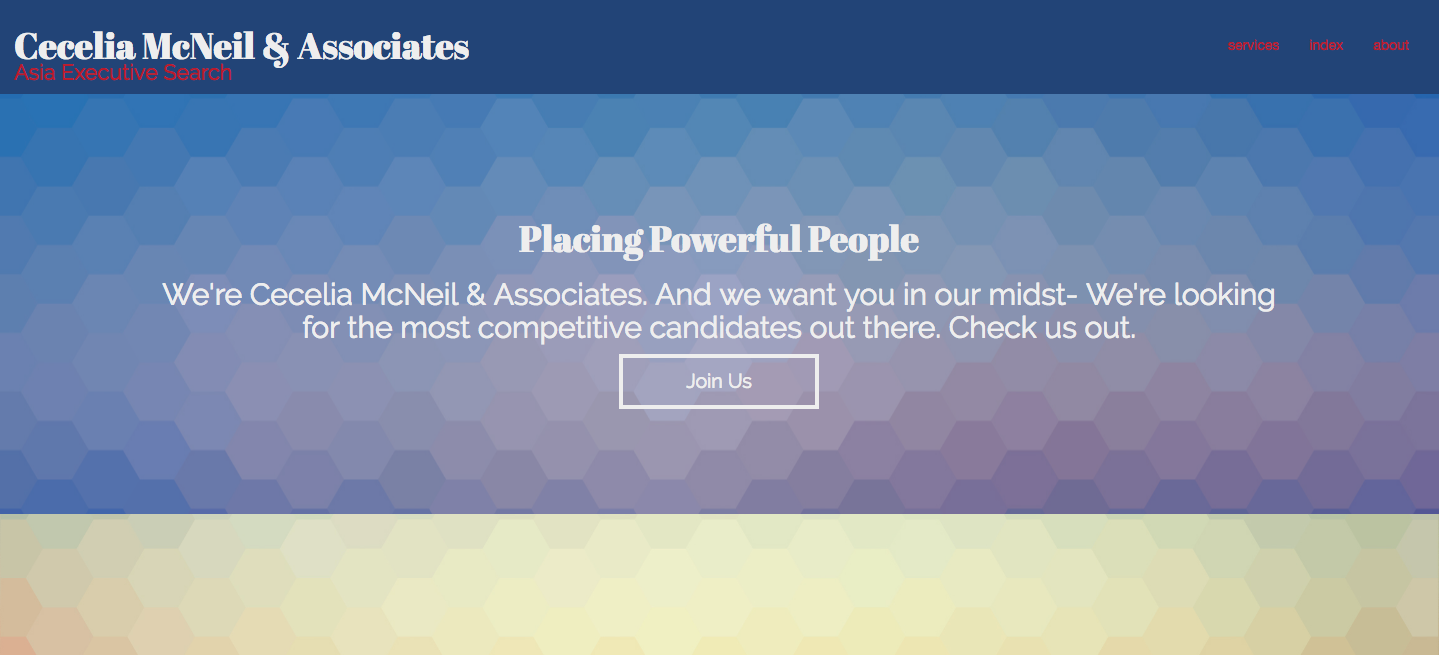 Cecelia McNeil & Associates
Asia Executive Search
services Index about
Placing Powerful People
We're Cecelia McNeil & Associates. And we want you in our midst- We're looking
for the most competitive candidates out there. Check us out.
Join Us